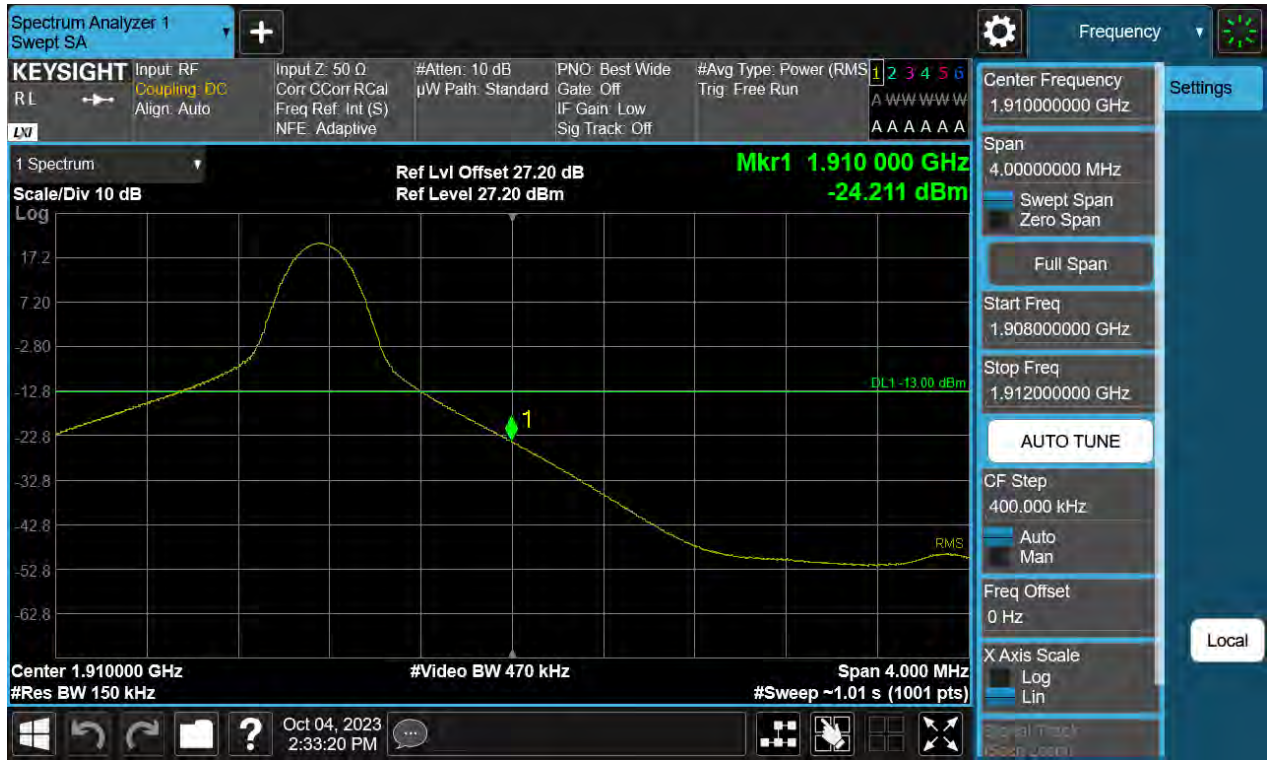 Spectrum Analyzer 1
Swept SA
Frequency
KEYSIGHT
RL
LXI
Input: RF
Coupling: DC
Align: Auto
Input Z: 50 Ω
Corr CCorr RCal
Freq Ref: Int (S)
NFE: Adaptive
#Atten: 10 dB
µW Path: Standard
PNO: Best Wide
Gate: Off
IF Gain: Low
Sig Track: Off
#Avg Type: Power (RMS
Trig: Free Run
1 2 3 4 5 6
A W W W W W
A A A A A A
1 Spectrum
Scale/Div 10 dB
Log
Ref Lvl Offset 27.20 dB
Ref Level 27.20 dBm
Mkr1 1.910 000 GHz
-24.211 dBm
17.2
7.20
-2.80
-12.8
-22.8
-32.8
-42.8
-52.8
-62.8
DL1 -13.00 dBm
1
RMS
Center 1.910000 GHz
#Res BW 150 kHz
#Video BW 470 kHz
Span 4.000 MHz
#Sweep ~1.01 s (1001 pts)
Center Frequency
1.910000000 GHz
Span
4.00000000 MHz
Swept Span
Zero Span
Full Span
Start Freq
1.908000000 GHz
Stop Freq
1.912000000 GHz
AUTO TUNE
CF Step
400.000 kHz
Auto
Man
Freq Offset
0 Hz
X Axis Scale
Log
Lin
Signal Track
(Span Zoom)
Settings
Local
Oct 04, 2023
2:33:20 PM